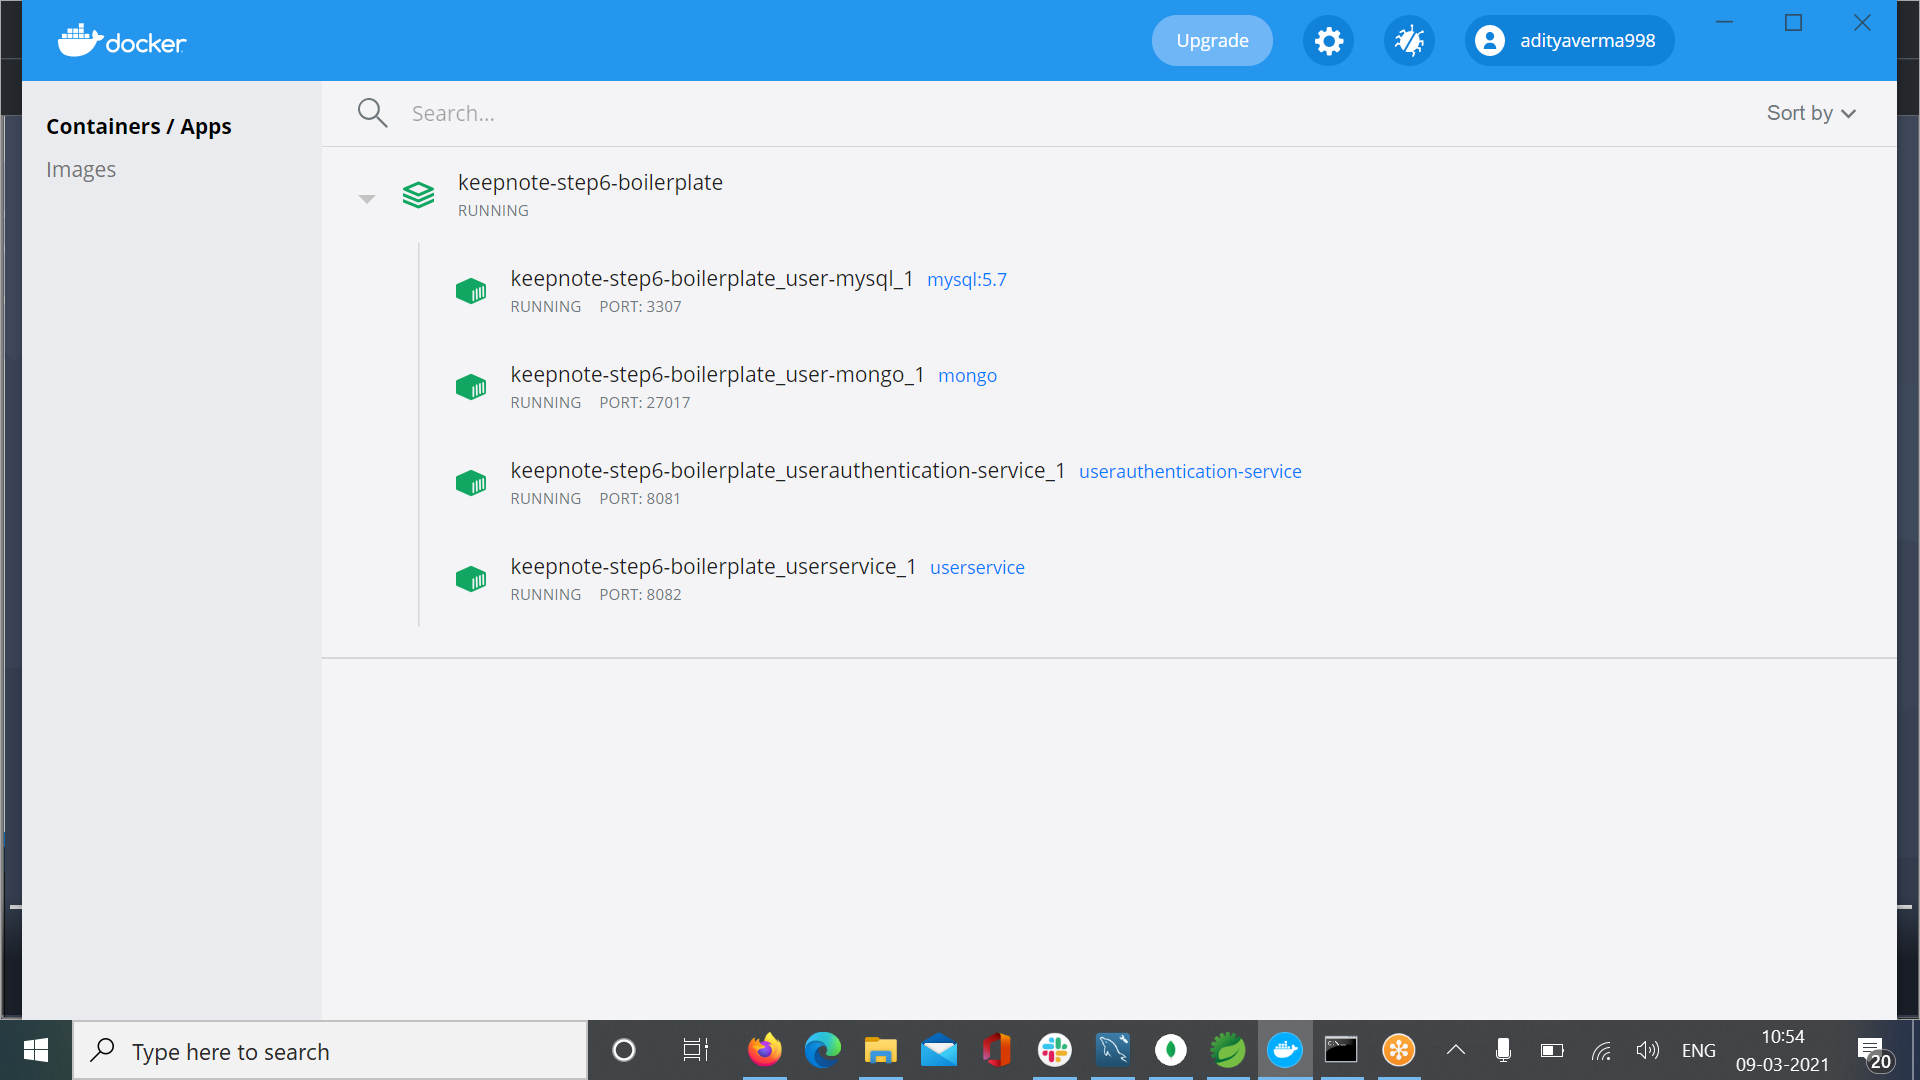 docker
Upgrade
adityaverma998
Containers / Apps
Images
Search...
Sort by
keepnote-step6-boilerplate
RUNNING
keepnote-step6-boilerplate_user-mysql_1 mysql:5.7
RUNNING PORT: 3307
keepnote-step6-boilerplate_user-mongo_1 mongo
RUNNING PORT: 27017
keepnote-step6-boilerplate_userauthentication-service_1 userauthentication-service
RUNNING PORT: 8081
keepnote-step6-boilerplate_userservice_1 userservice
RUNNING PORT: 8082
Type here to search
ENG
10:54
09-03-2021
20